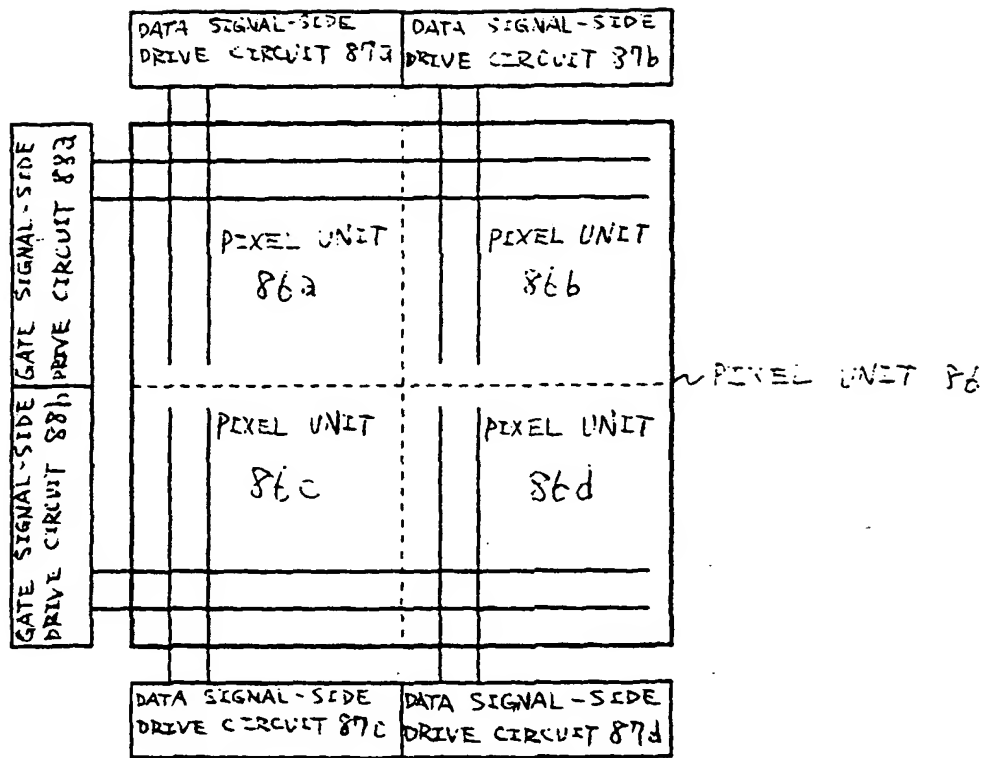 DATA SIGNAL-SIDE
DRIVE CIRCUIT 87a
DATA SIGNAL-SIDE
DRIVE CIRCUIT 87b
GATE SIGNAL-SIDE
DRIVE CIRCUIT 88a
PIXEL UNIT
86a
PIXEL UNIT
86b
PIXEL UNIT 86
GATE SIGNAL-SIDE
DRIVE CIRCUIT 88b
PIXEL UNIT
86c
PIXEL UNIT
86d
DATA SIGNAL-SIDE
DRIVE CIRCUIT 87c
DATA SIGNAL-SIDE
DRIVE CIRCUIT 87d